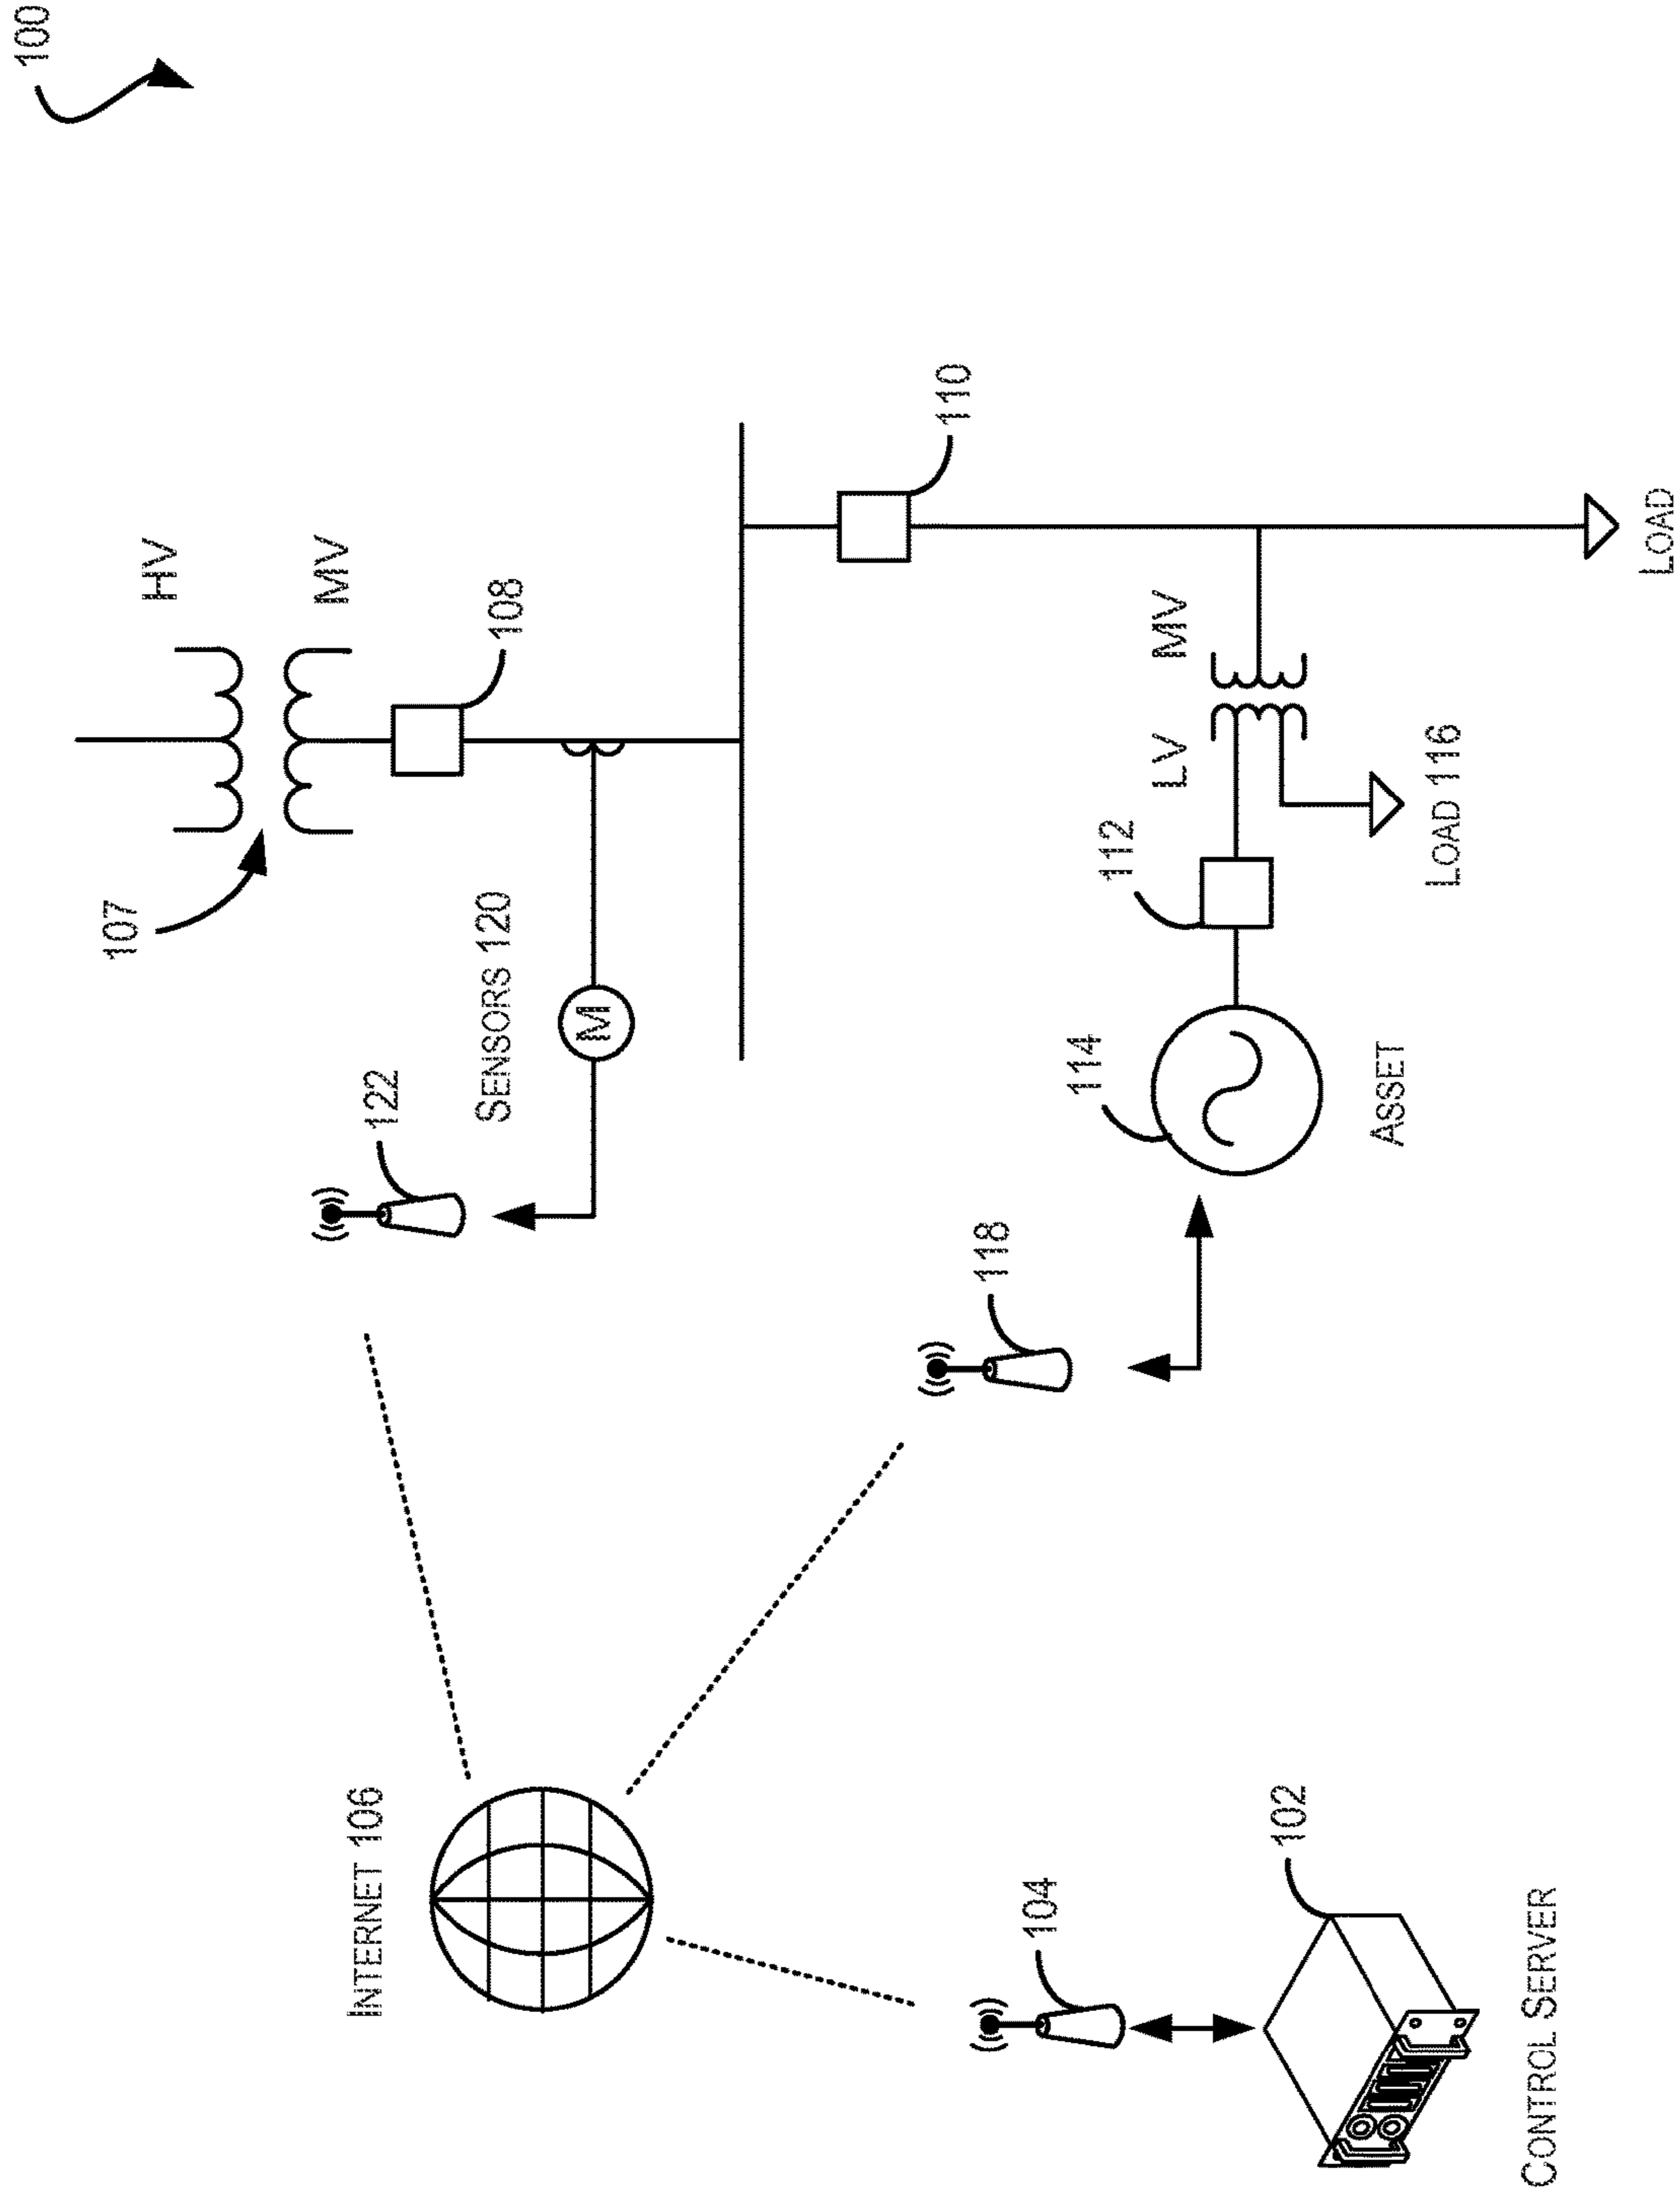 100
107
HV
INTERNET 106
MV
122
SENSORS 120
108
M
110
118
104
114
112
LV
MV
102
ASSET
LOAD 116
CONTROL SERVER
LOAD